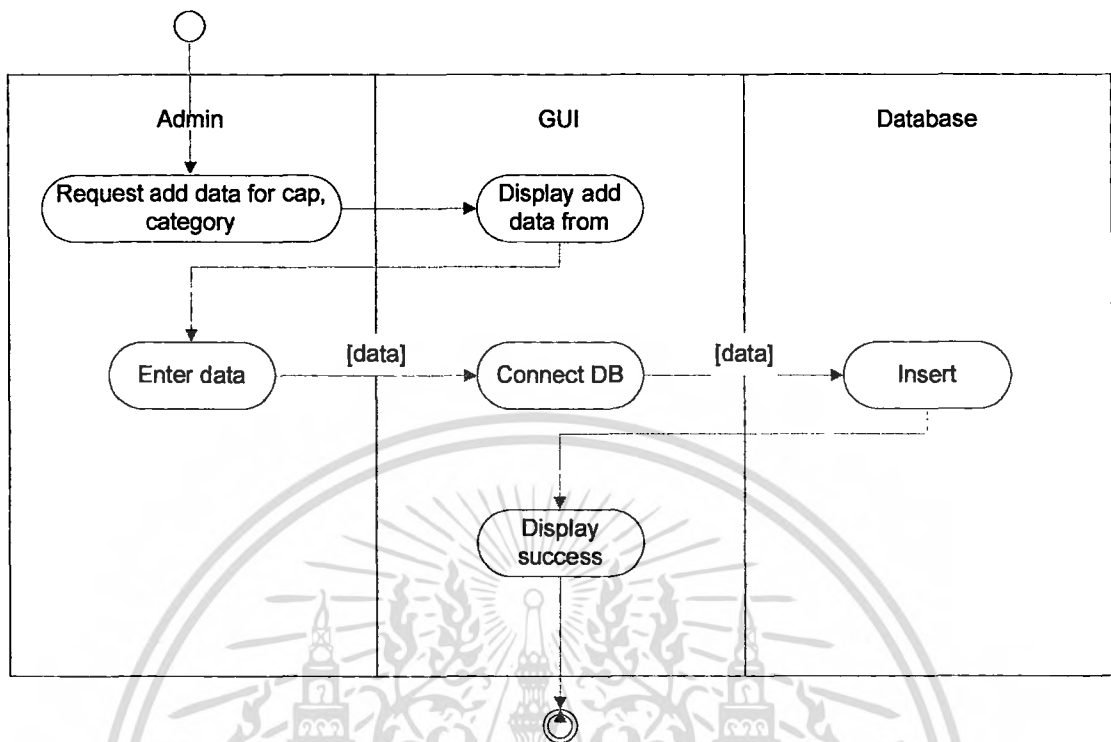 Admin
GUI
Database
Request add data for cap,
category
Display add
data from
Enter data
[data]
Connect DB
[data]
Insert
Display
success